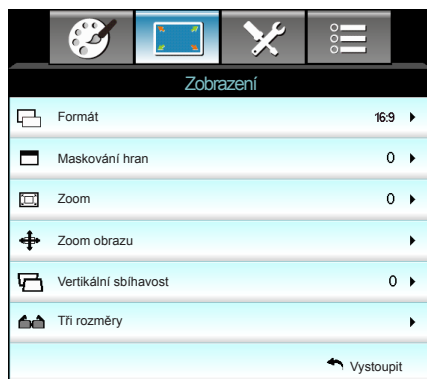 Zobrazení
Formát 16:9
Maskování hran 0
Zoom 0
Zoom obrazu
Vertikální sbíhavost 0
Tři rozměry
Vystoupit